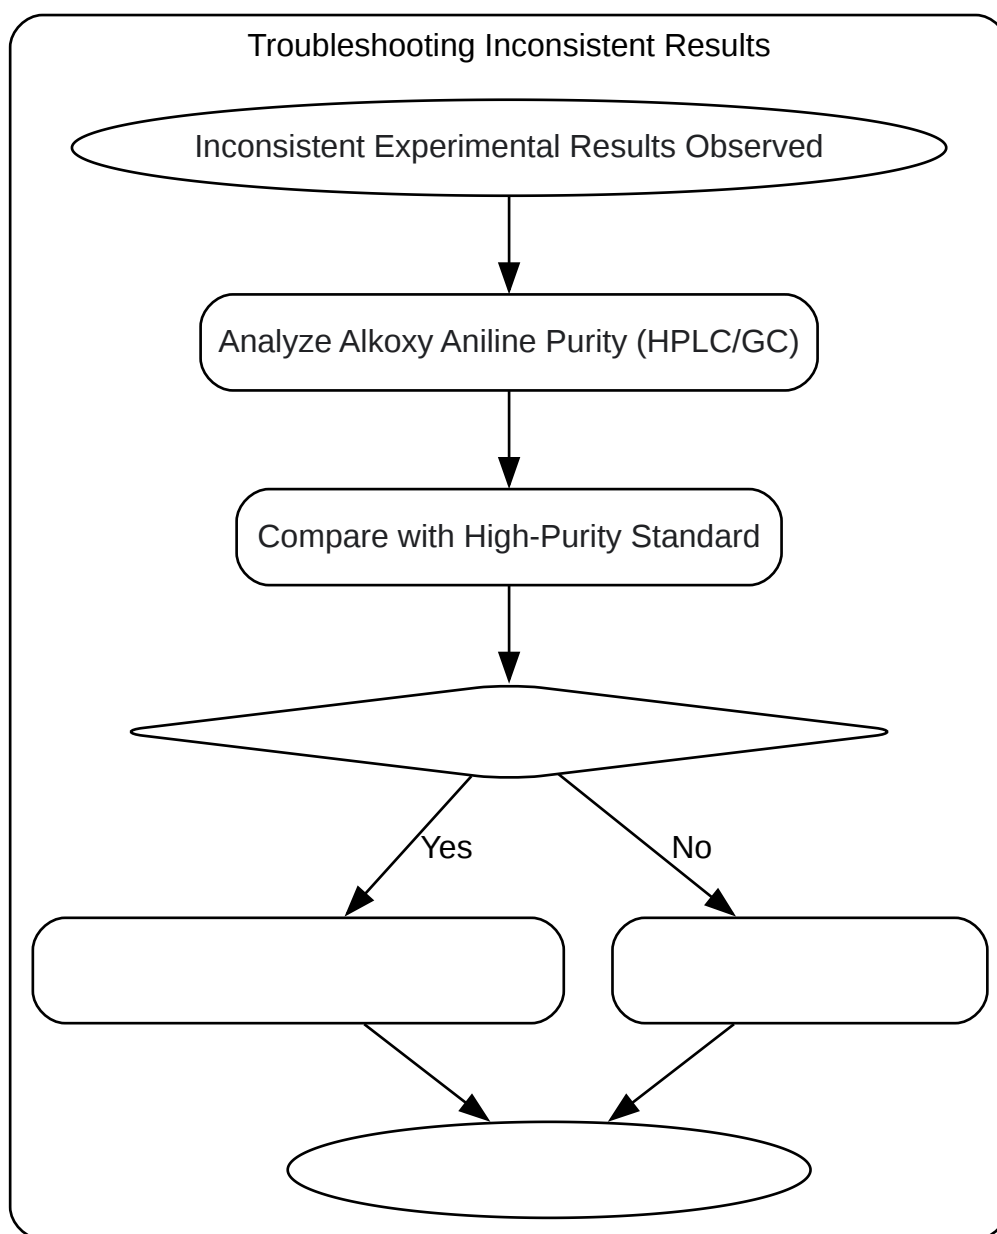 Troubleshooting Inconsistent Results
Inconsistent Experimental Results Observed
Analyze Alkoxy Aniline Purity (HPLC/GC)
Compare with High-Purity Standard
Yes
No